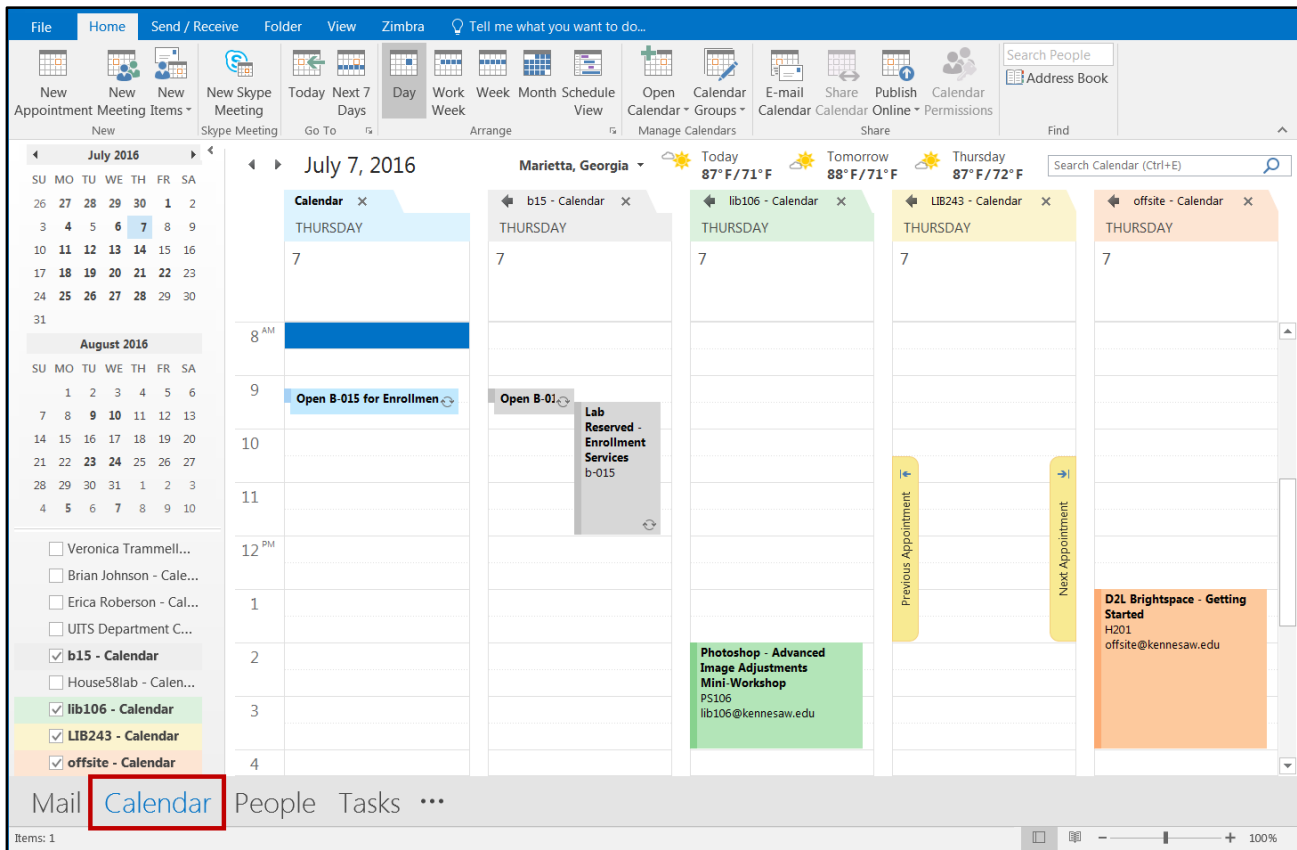 File Home Send / Receive Folder View Zimbra Tell me what you want to do...
New Appointment
New Meeting
New Items
New
New Skype Meeting
Skype Meeting
Today
Next 7 Days
Go To
Day
Work Week
Week
Month
Schedule View
Arrange
Open Calendar
Calendar Groups
Manage Calendars
E-mail Calendar
Share Calendar
Publish Online
Calendar Permissions
Share
Search People
Address Book
Find
July 2016
SU MO TU WE TH FR SA
26 27 28 29 30 1 2
3 4 5 6 7 8 9
10 11 12 13 14 15 16
17 18 19 20 21 22 23
24 25 26 27 28 29 30
31
August 2016
SU MO TU WE TH FR SA
1 2 3 4 5 6
7 8 9 10 11 12 13
14 15 16 17 18 19 20
21 22 23 24 25 26 27
28 29 30 31 1 2 3
4 5 6 7 8 9 10
Veronica Trammell...
Brian Johnson - Cale...
Erica Roberson - Cal...
UITS Department C...
b15 - Calendar
House58lab - Calen...
lib106 - Calendar
LIB243 - Calendar
offsite - Calendar
July 7, 2016
Marietta, Georgia
Today
87°F/71°F
Tomorrow
88°F/71°F
Thursday
87°F/72°F
Search Calendar (Ctrl+E)
Calendar
THURSDAY
7
b15 - Calendar
THURSDAY
7
lib106 - Calendar
THURSDAY
7
LIB243 - Calendar
THURSDAY
7
offsite - Calendar
THURSDAY
7
8 AM
9
10
11
12 PM
1
2
3
4
Open B-015 for Enrollmen
Open B-01
Lab
Reserved -
Enrollment
Services
b-015
Photoshop - Advanced
Image Adjustments
Mini-Workshop
PS106
lib106@kennesaw.edu
Previous Appointment
Next Appointment
D2L Brightspace - Getting
Started
H201
offsite@kennesaw.edu
Mail Calendar People Tasks •••
Items: 1
100%